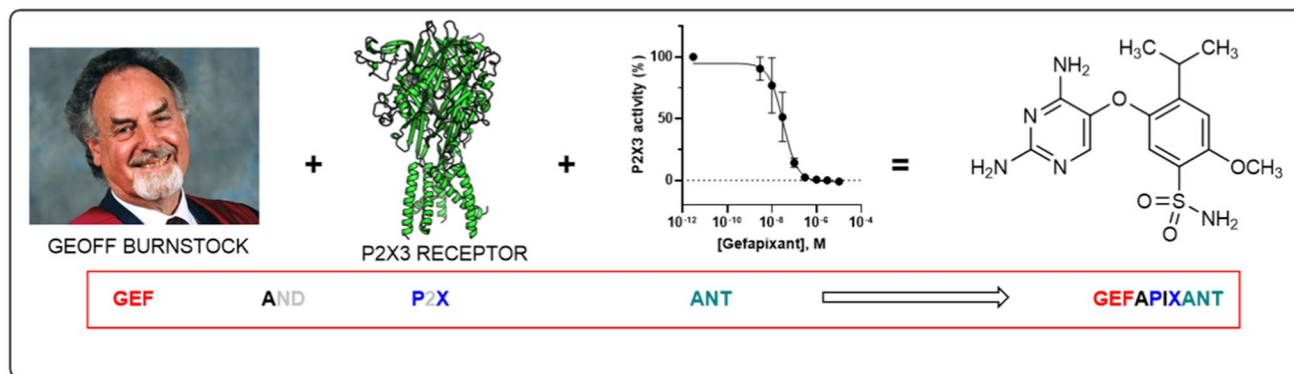 GEOFF BURNSTOCK
+
P2X3 RECEPTOR
+
P2X3 activity (%)
100
50
0
10-12 10-10 10-8 10-6 10-4
[Gefapixant], M
=
H3C CH3
NH2
N O
H2N N
OCH3
O S NH2
O
GEF AND P2X ANT GEFAPIXANT